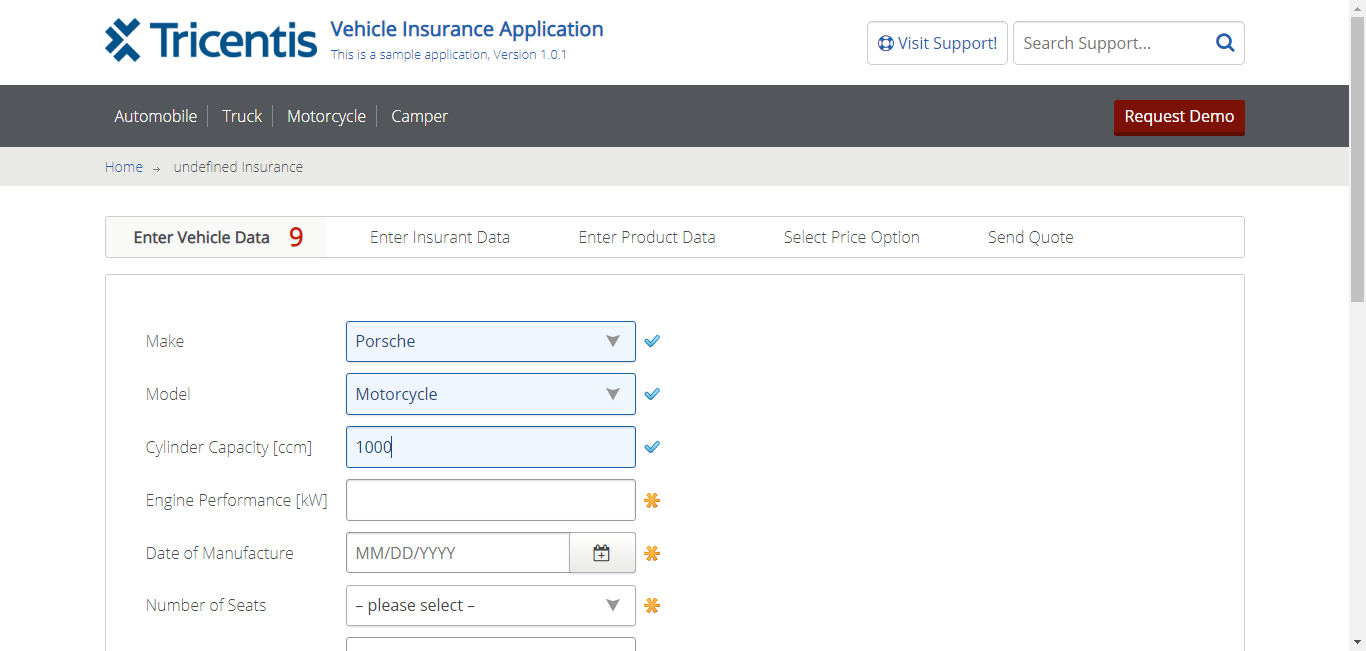 Tricentis
Vehicle Insurance Application
This is a sample application, Version 1.0.1
Visit Support!
Search Support...
Automobile
Truck
Motorcycle
Camper
Request Demo
Home → undefined Insurance
Enter Vehicle Data 9
Enter Insurant Data
Enter Product Data
Select Price Option
Send Quote
Make
Porsche
Model
Motorcycle
Cylinder Capacity [ccm]
1000
Engine Performance [kW]
Date of Manufacture
MM/DD/YYYY
Number of Seats
– please select –